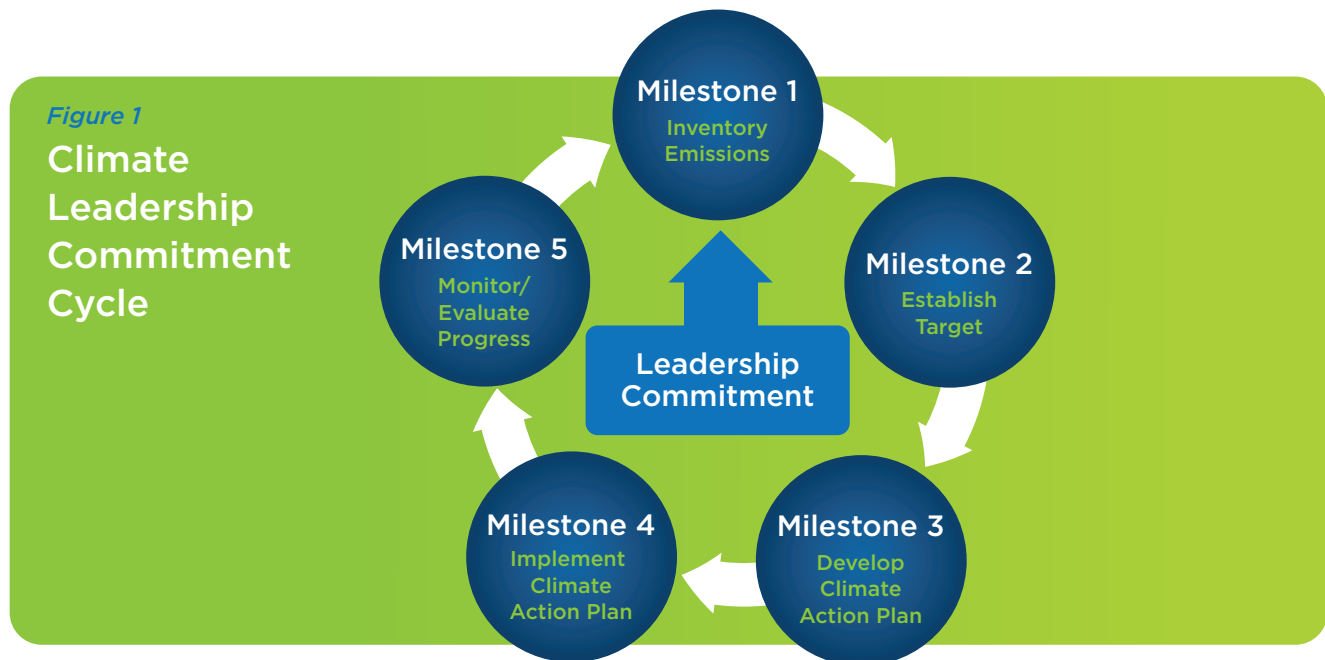 Figure 1
Climate
Leadership
Commitment
Cycle
Milestone 1
Inventory
Emissions
Milestone 2
Establish
Target
Milestone 3
Develop
Climate
Action Plan
Milestone 4
Implement
Climate
Action Plan
Milestone 5
Monitor/
Evaluate
Progress
Leadership
Commitment